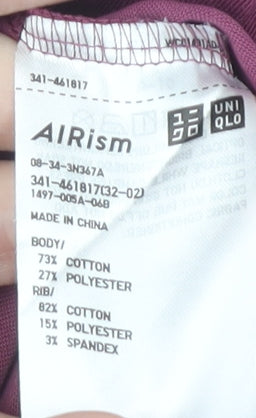 341-461817
AIRism
UNI
QLO
08-34-3N367A
341-461817(32-02)
1497-005A-06B
MADE IN CHINA
BODY/
73% COTTON
27% POLYESTER
RIB/
82% COTTON
15% POLYESTER
3% SPANDEX